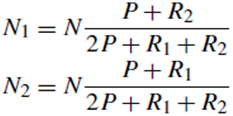 N₁ = N (P + R₂) / (2P + R₁ + R₂)
N₂ = N (P + R₁) / (2P + R₁ + R₂)